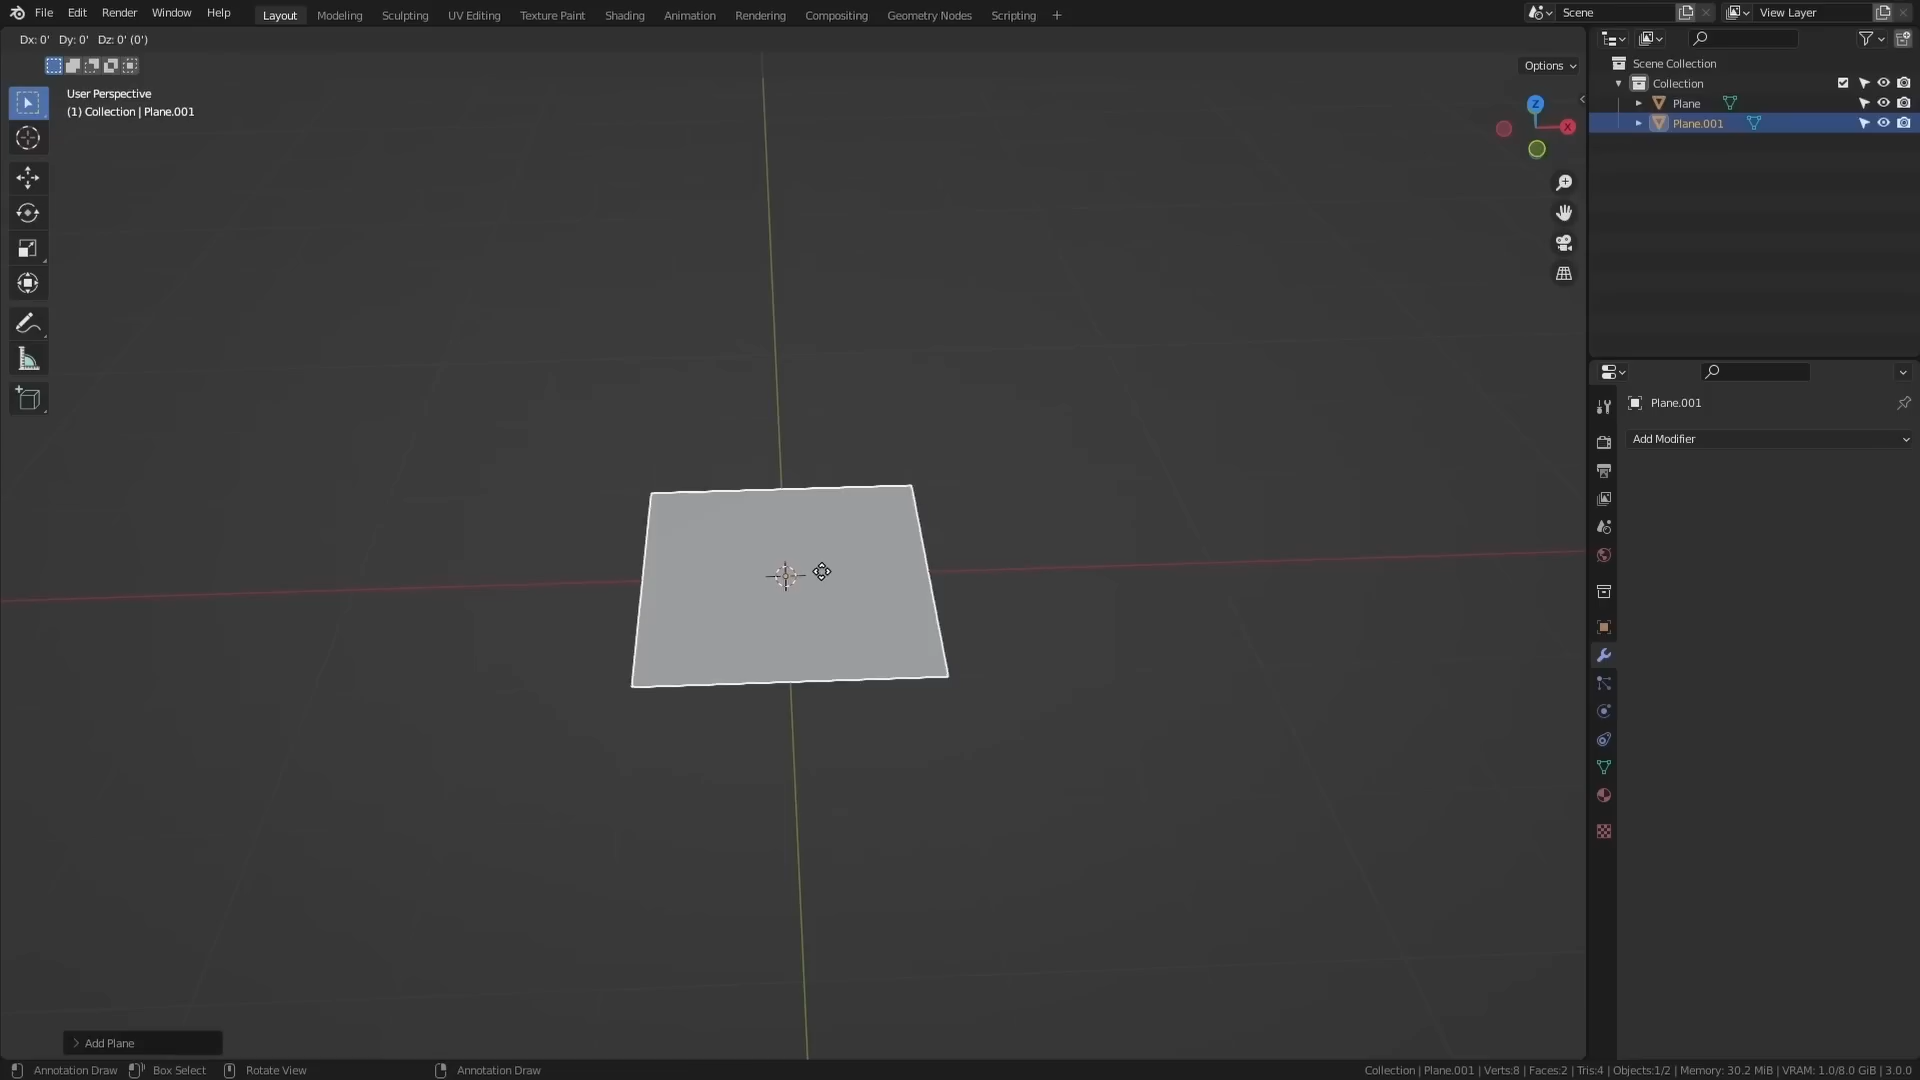 File Edit Render Window Help Layout Modeling Sculpting UV Editing Texture Paint Shading Animation Rendering Compositing Geometry Nodes Scripting + Scene View Layer
Dx: 0' Dy: 0' Dz: 0' (0')
Options
User Perspective
(1) Collection | Plane.001
Z
X
Scene Collection
Collection
Plane
Plane.001
Plane.001
Add Modifier
Add Plane
Annotation Draw Box Select Rotate View Annotation Draw Collection | Plane.001 | Verts:8 | Faces:2 | Tris:4 | Objects:1/2 | Memory: 30.2 MiB | VRAM: 1.0/8.0 GiB | 3.0.0